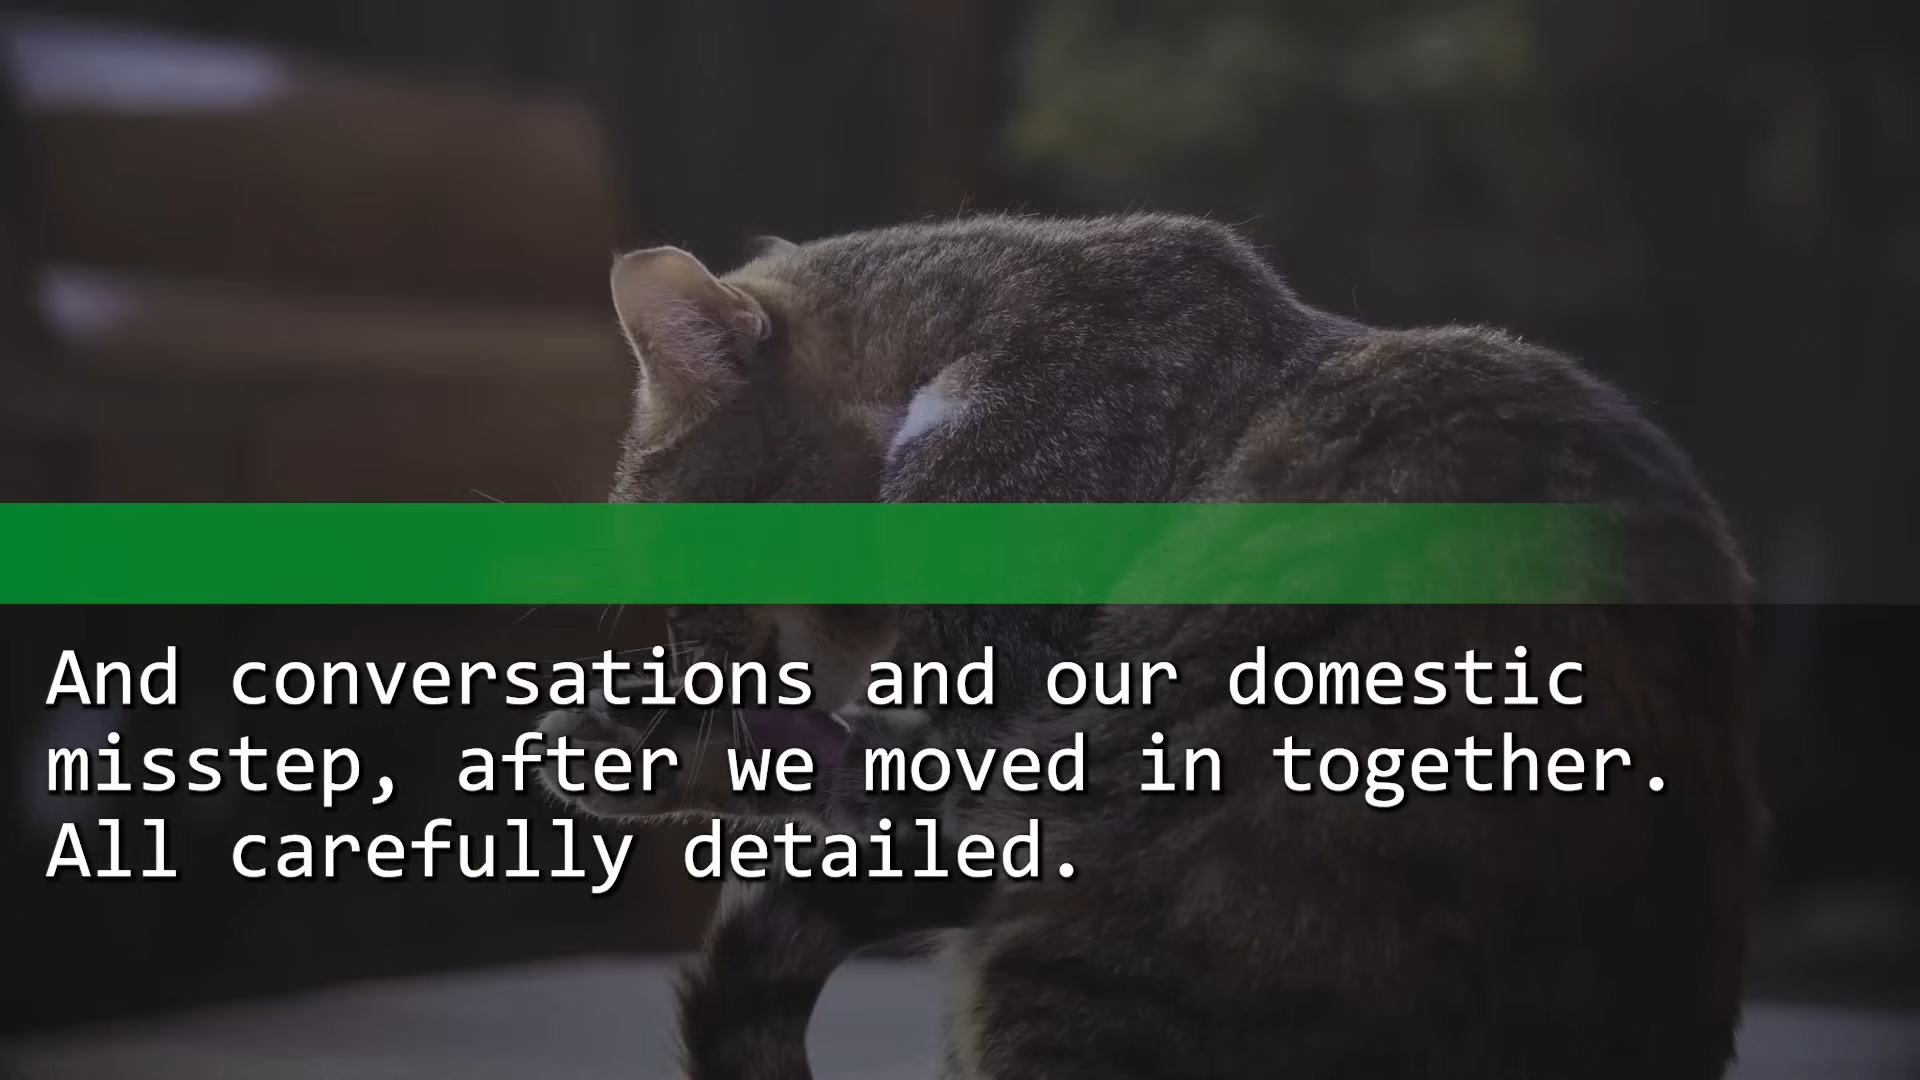 And conversations and our domestic
misstep, after we moved in together.
All carefully detailed.